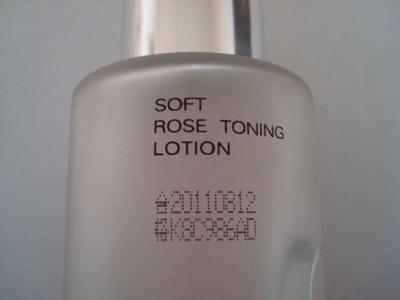 SOFT
ROSE TONING
LOTION
20110812